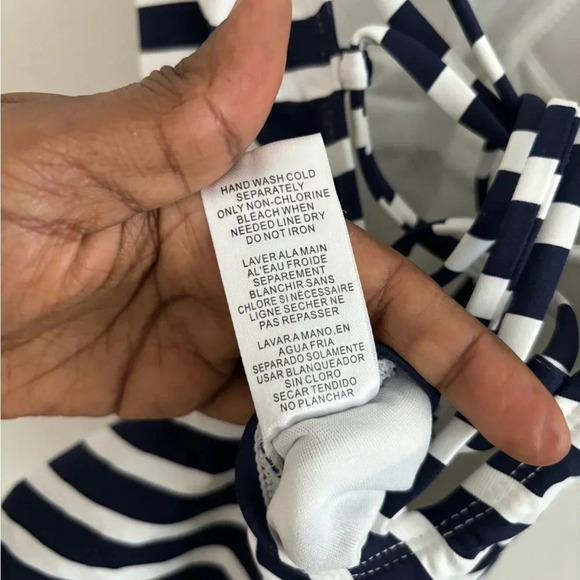 HAND WASH COLD
SEPARATELY
ONLY NON-CHLORINE
BLEACH WHEN
NEEDED LINE DRY
DO NOT IRON
LAVER ALA MAIN
AL'EAU FROIDE
SEPAREMENT
BLANCHIR SANS
CHLORE SI NÉCESSAIRE
LIGNE SÉCHER NE
PAS REPASSER
LAVAR A MANO.EN
AGUA FRIA
SEPARADO SOLAMENTE
USAR BLANQUEADOR
SIN CLORO
SECAR TENDIDO
NO PLANCHAR